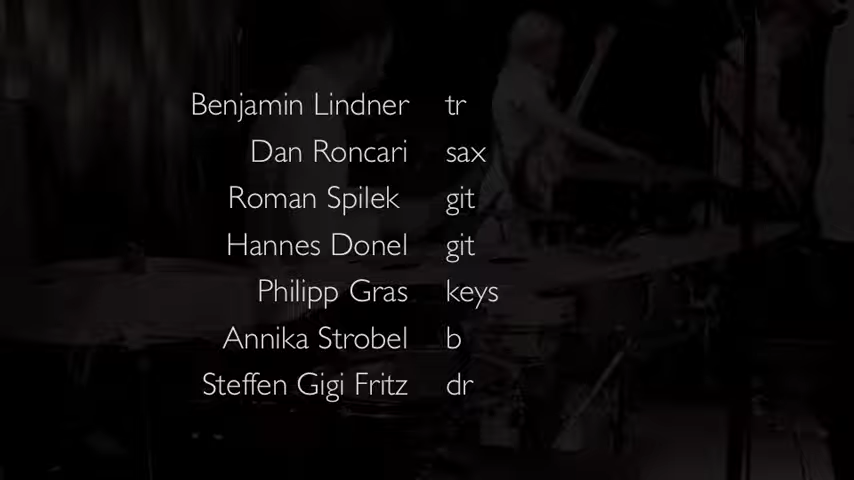 Benjamin Lindner tr
Dan Roncari sax
Roman Spilek git
Hannes Donel git
Philipp Gras keys
Annika Strobel b
Steffen Gigi Fritz dr